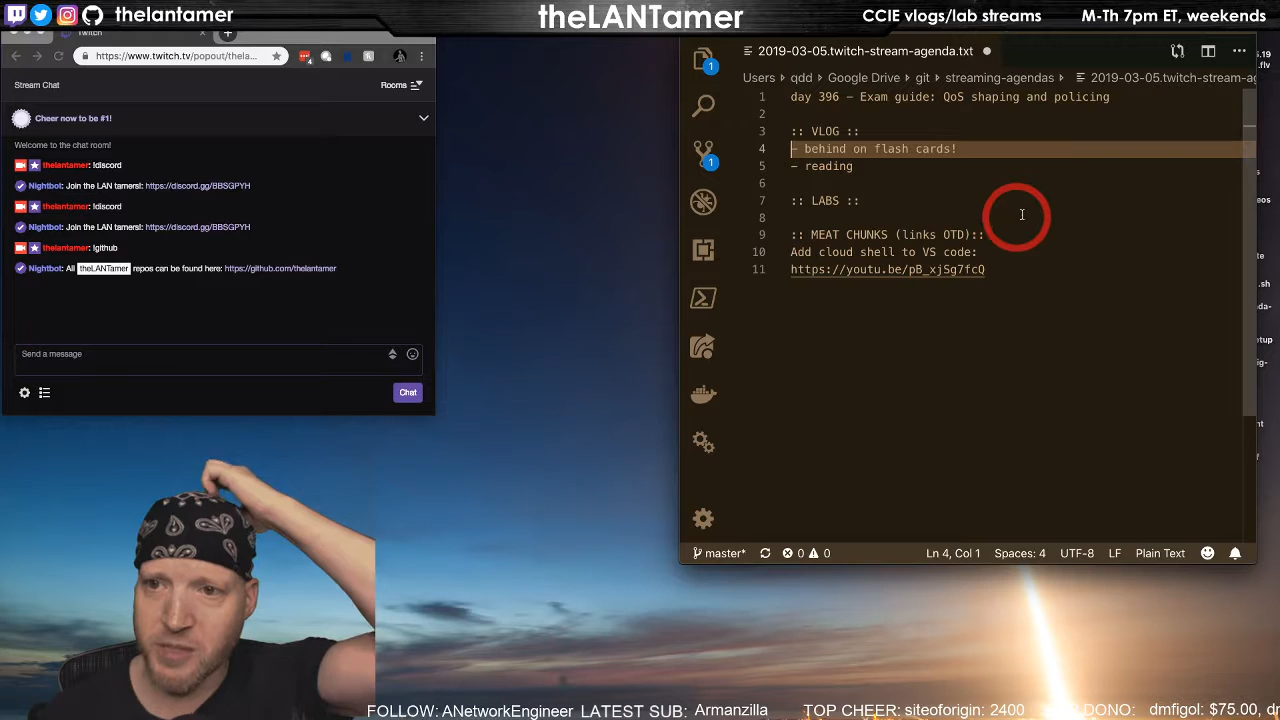 theLANtamer
theLANTamer
CCIE vlogs/lab streams
M-Th 7pm ET, weekends
Twitch
https://www.twitch.tv/popout/thela...
4
Stream Chat
Rooms
Cheer now to be #1!
Welcome to the chat room!
thelantamer: !discord
Nightbot: Join the LAN tamers!: https://discord.gg/BBSGPYH
thelantamer: !discord
Nightbot: Join the LAN tamers!: https://discord.gg/BBSGPYH
thelantamer: !github
Nightbot: All theLANTamer repos can be found here: https://github.com/thelantamer
Send a message
Chat
2019-03-05.twitch-stream-agenda.txt
Users > qdd > Google Drive > git > streaming-agendas > 2019-03-05.twitch-stream-ag
1 day 396 - Exam guide: QoS shaping and policing
2
3 :: VLOG ::
4 - behind on flash cards!
5 - reading
6
7 :: LABS ::
8
9 :: MEAT CHUNKS (links OTD)::
10 Add cloud shell to VS code:
11 https://youtu.be/pB_xjSg7fcQ
1
1
master*
0
0
Ln 4, Col 1
Spaces: 4
UTF-8
LF
Plain Text
FOLLOW: ANetworkEngineer
LATEST SUB: Armanzilla
TOP CHEER: siteoforigin: 2400
DONO: dmfigol: $75.00,